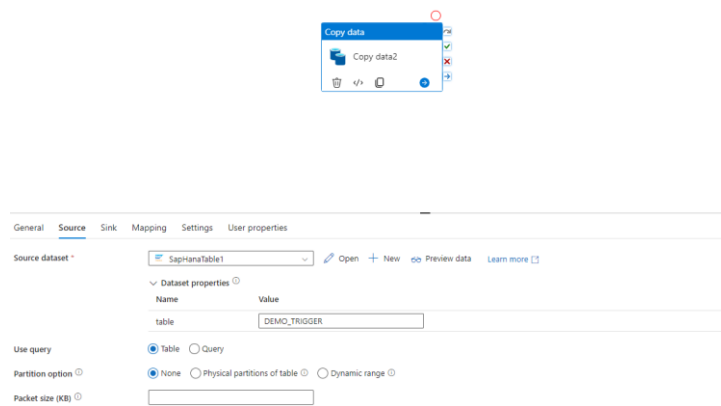 Copy data
Copy data2
General Source Sink Mapping Settings User properties
Source dataset * SapHanaTable1 Open New Preview data Learn more
Dataset properties
Name Value
table DEMO_TRIGGER
Use query Table Query
Partition option None Physical partitions of table Dynamic range
Packet size (KB)